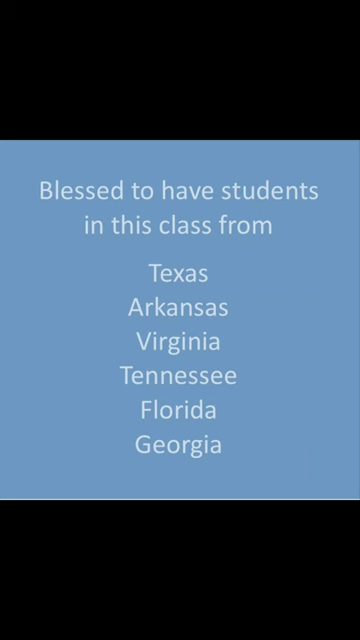 Blessed to have students
in this class from
Texas
Arkansas
Virginia
Tennessee
Florida
Georgia